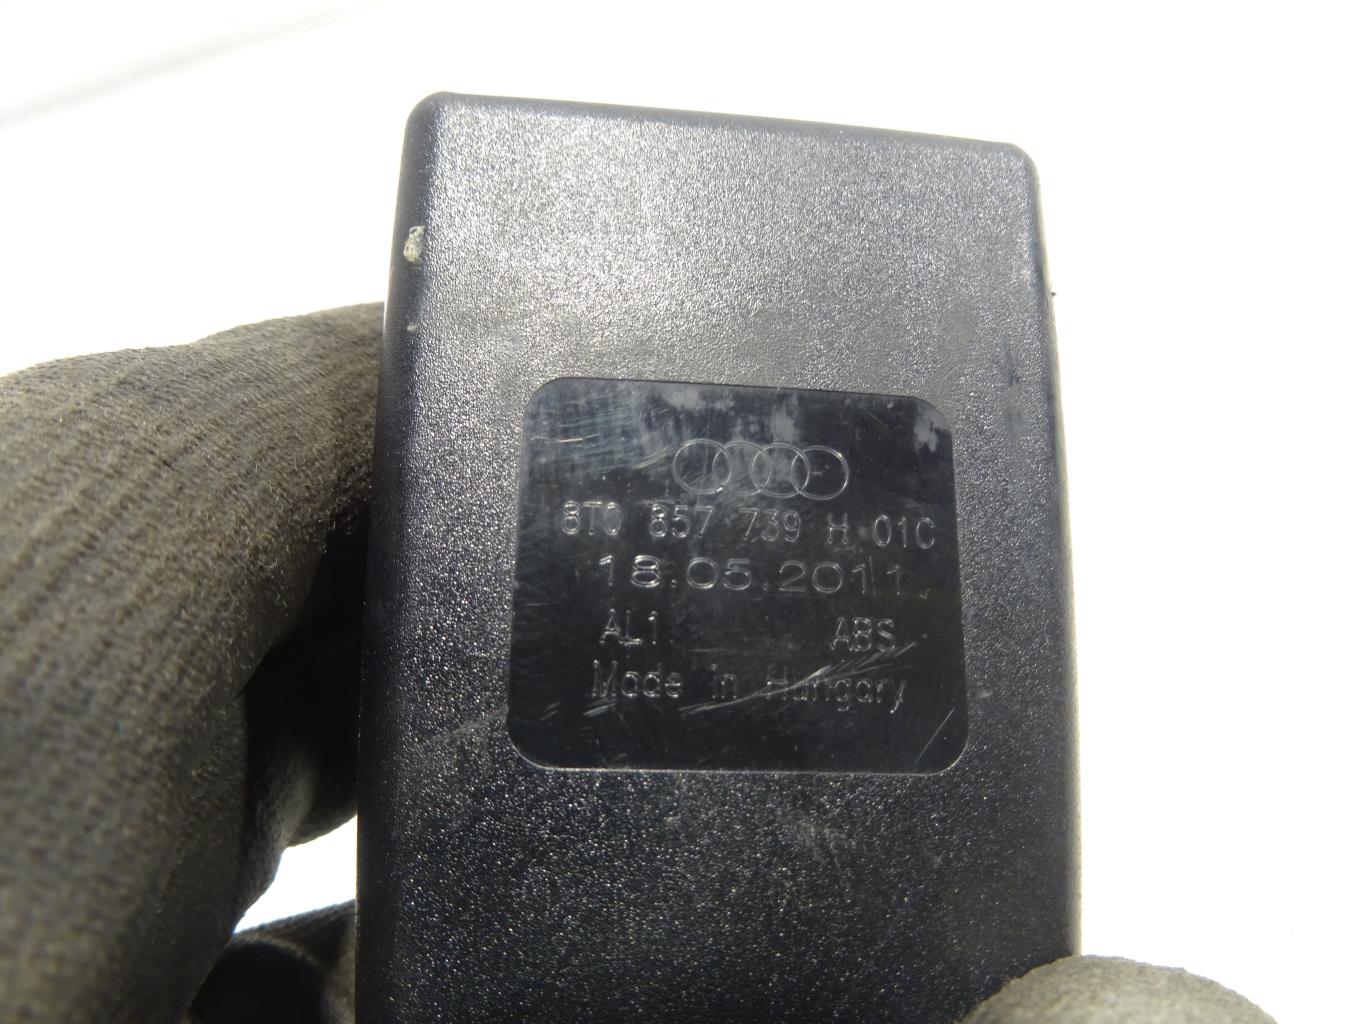 8T0 857 739 H 01C
18.05.2011
AL1 ABS
Made in Hungary